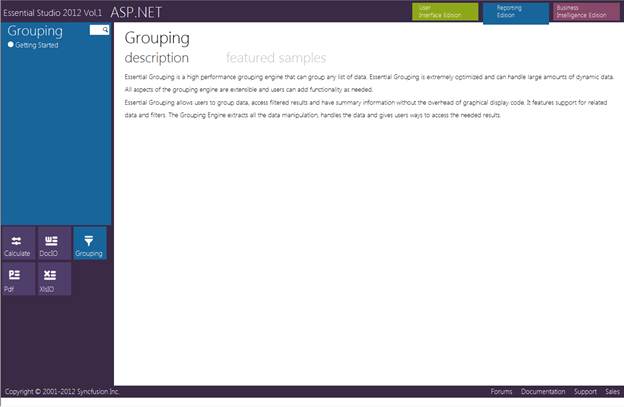 Essential Studio 2012 Vol.1 ASP.NET
User
Interface Edition
Reporting
Edition
Business
Intelligence Edition
Grouping
Getting Started
Grouping
description featured samples
Essential Grouping is a high performance grouping engine that can group any list of data. Essential Grouping is extremely optimized and can handle large amounts of dynamic data.
All aspects of the grouping engine are extensible and users can add functionality as needed.
Essential Grouping allows users to group data, access filtered results and have summary information without the overhead of graphical display code. It features support for related
data and filters. The Grouping Engine extracts all the data manipulation, handles the data and gives users ways to access the needed results.
Calculate DocIO Grouping
Pdf XlsIO
Copyright © 2001-2012 Syncfusion Inc.
Forums Documentation Support Sales